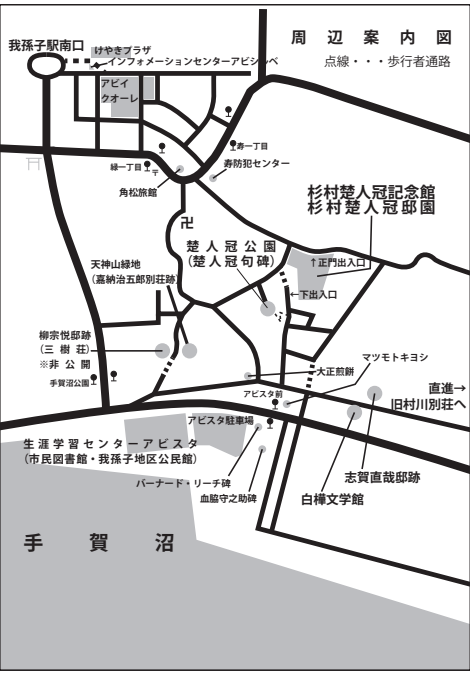 周辺案内図
点線・・・歩行者通路
我孫子駅南口
けやきプラザ
インフォメーションセンターアビシルベ
アビイ
クオーレ
寿一丁目
緑一丁目
〒
寿防犯センター
角松旅館
杉村楚人冠記念館
杉村楚人冠邸園
卍
楚人冠公園
(楚人冠句碑)
↑正門出入口
天神山緑地
(嘉納治五郎別荘跡)
←下出入口
柳宗悦邸跡
(三樹荘)
※非公開
マツモトキヨシ
手賀沼公園
大正煎餅
直進→
旧村川別荘へ
アビスタ前
アビスタ駐車場
生涯学習センターアビスタ
(市民図書館・我孫子地区公民館)
志賀直哉邸跡
バーナード・リーチ碑
白樺文学館
血脇守之助碑
手賀沼